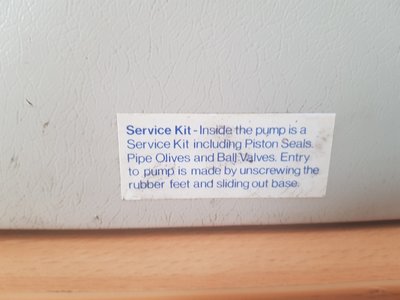 Service Kit - Inside the pump is a
Service Kit including Piston Seals.
Pipe Olives and Ball Valves. Entry
to pump is made by unscrewing the
rubber feet and sliding out base.